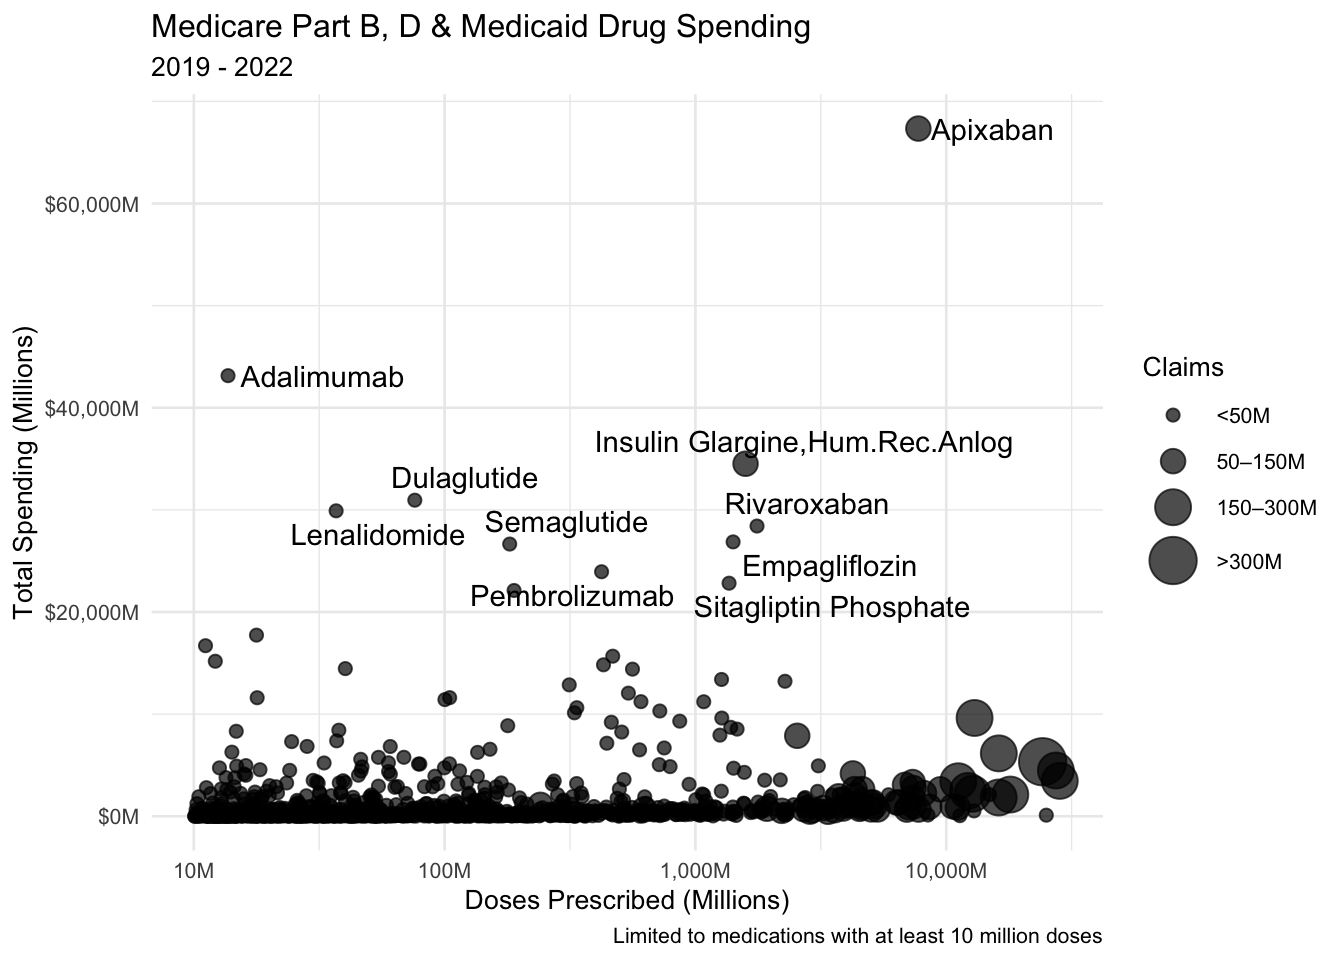 Medicare Part B, D & Medicaid Drug Spending
2019 - 2022
Total Spending (Millions)
$60,000M
$40,000M
$20,000M
$0M
Apixaban
Adalimumab
Insulin Glargine,Hum.Rec.Anlog
Dulaglutide
Rivaroxaban
Semaglutide
Lenalidomide
Empagliflozin
Pembrolizumab
Sitagliptin Phosphate
10M
100M
1,000M
10,000M
Doses Prescribed (Millions)
Limited to medications with at least 10 million doses
Claims
<50M
50–150M
150–300M
>300M